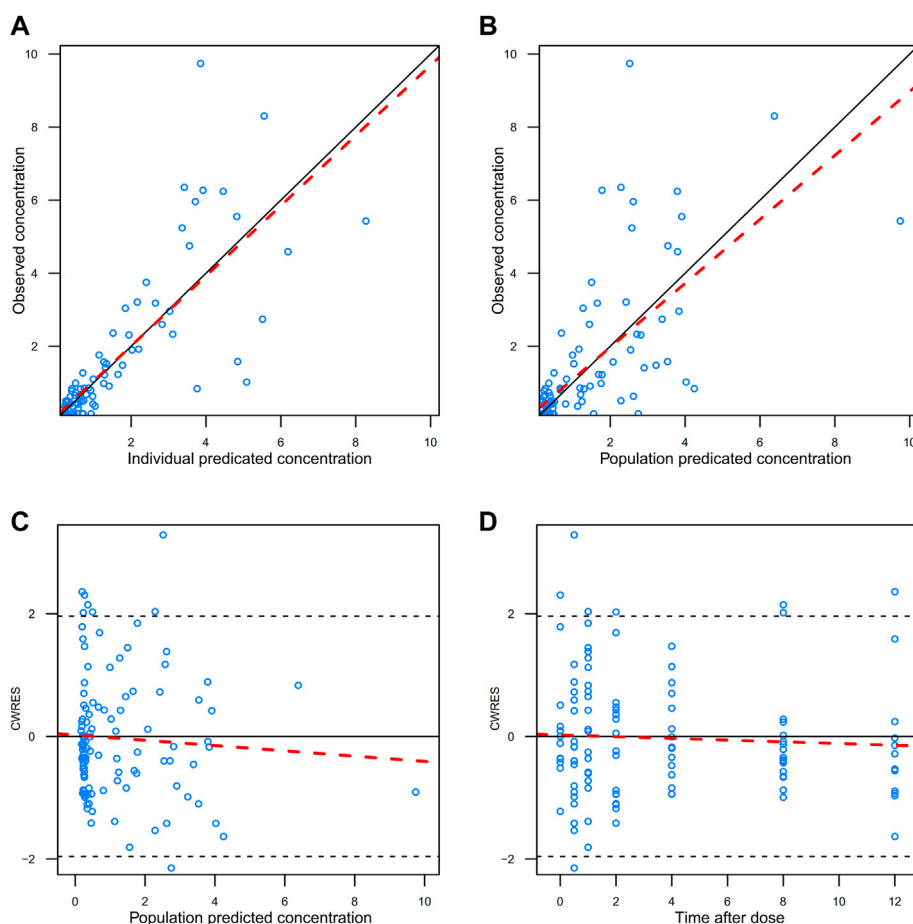 A
B
10
8
6
4
2
Observed concentration
2 4 6 8 10
Individual predicated concentration
10
8
6
4
2
Observed concentration
2 4 6 8 10
Population predicated concentration
C
D
2
0
−2
CWRES
0 2 4 6 8 10
Population predicted concentration
2
0
−2
CWRES
0 2 4 6 8 10 12
Time after dose